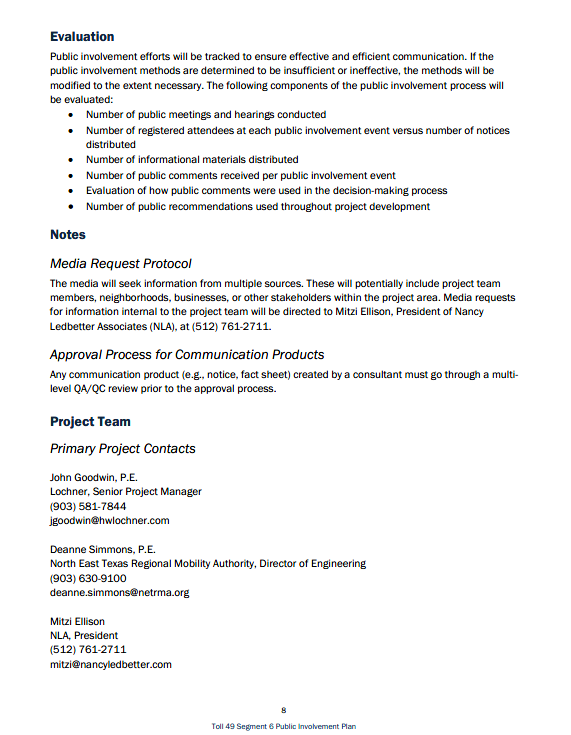 Evaluation
Public involvement efforts will be tracked to ensure effective and efficient communication. If the
public involvement methods are determined to be insufficient or ineffective, the methods will be
modified to the extent necessary. The following components of the public involvement process will
be evaluated:
• Number of public meetings and hearings conducted
• Number of registered attendees at each public involvement event versus number of notices
distributed
• Number of informational materials distributed
• Number of public comments received per public involvement event
• Evaluation of how public comments were used in the decision-making process
• Number of public recommendations used throughout project development
Notes
Media Request Protocol
The media will seek information from multiple sources. These will potentially include project team
members, neighborhoods, businesses, or other stakeholders within the project area. Media requests
for information internal to the project team will be directed to Mitzi Ellison, President of Nancy
Ledbetter Associates (NLA), at (512) 761-2711.
Approval Process for Communication Products
Any communication product (e.g., notice, fact sheet) created by a consultant must go through a multi-
level QA/QC review prior to the approval process.
Project Team
Primary Project Contacts
John Goodwin, P.E.
Lochner, Senior Project Manager
(903) 581-7844
jgoodwin@hwlochner.com
Deanne Simmons, P.E.
North East Texas Regional Mobility Authority, Director of Engineering
(903) 630-9100
deanne.simmons@netrma.org
Mitzi Ellison
NLA, President
(512) 761-2711
mitzi@nancyledbetter.com
8
Toll 49 Segment 6 Public Involvement Plan